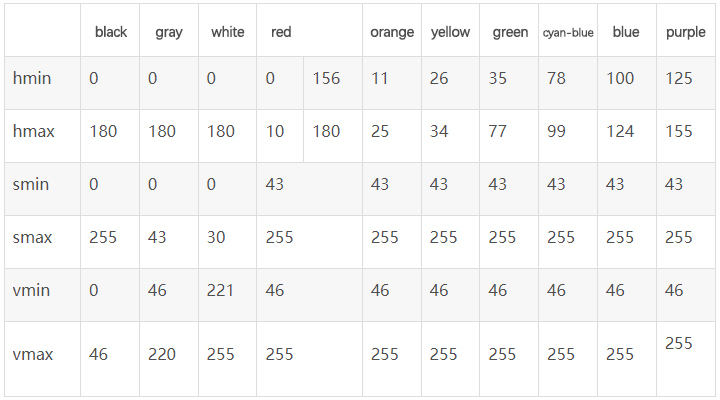 black gray white red orange yellow green cyan-blue blue purple
hmin 0 0 0 0 156 11 26 35 78 100 125
hmax 180 180 180 10 180 25 34 77 99 124 155
smin 0 0 0 43 43 43 43 43 43 43
smax 255 43 30 255 255 255 255 255 255 255
vmin 0 46 221 46 46 46 46 46 46 46
vmax 46 220 255 255 255 255 255 255 255 255